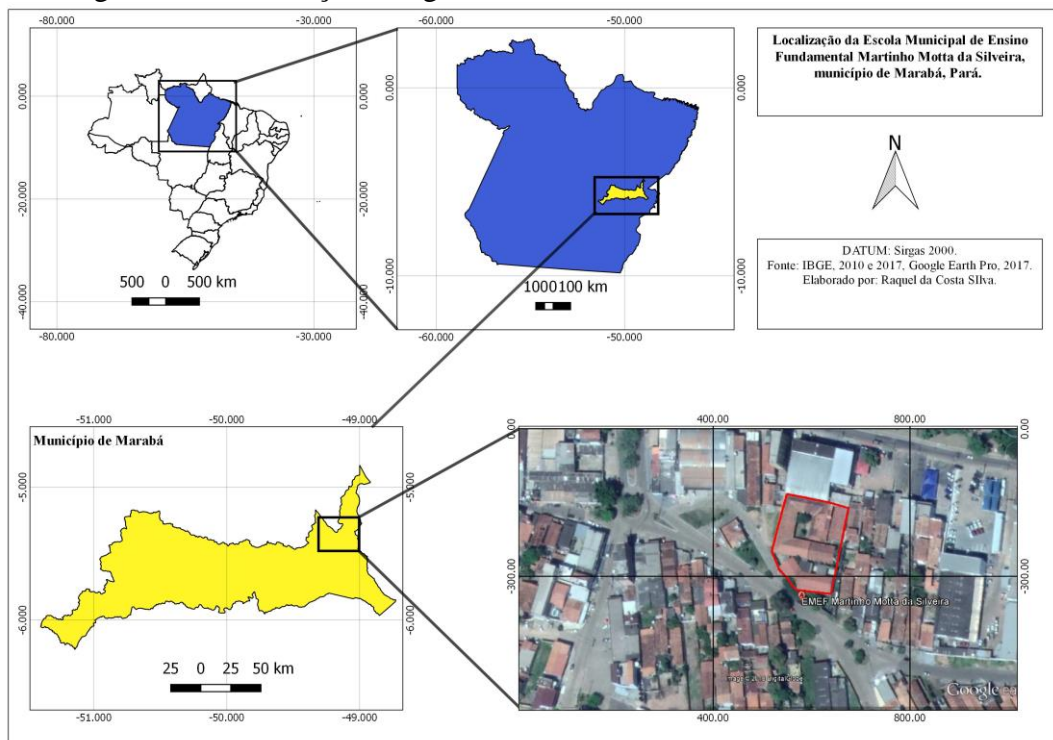 -80.000
-30.000
0.000
0.000
-20.000
-20.000
-40.000
-40.000
500 0 500 km
-80.000
-30.000
-60.000
-50.000
0.000
0.000
-10.000
-10.000
1000100 km
-60.000
-50.000
Localização da Escola Municipal de Ensino
Fundamental Martinho Motta da Silveira,
município de Marabá, Pará.
N
DATUM: Sirgas 2000.
Fonte: IBGE, 2010 e 2017, Google Earth Pro, 2017.
Elaborado por: Raquel da Costa SIlva.
-51.000
-50.000
-49.000
Município de Marabá
-5.000
-5.000
-6.000
-6.000
25 0 25 50 km
-51.000
-50.000
-49.000
400.00
800.00
0.00
0.00
-300.00
-300.00
EMEF Martinho Motta da Silveira
Google
400.00
800.00